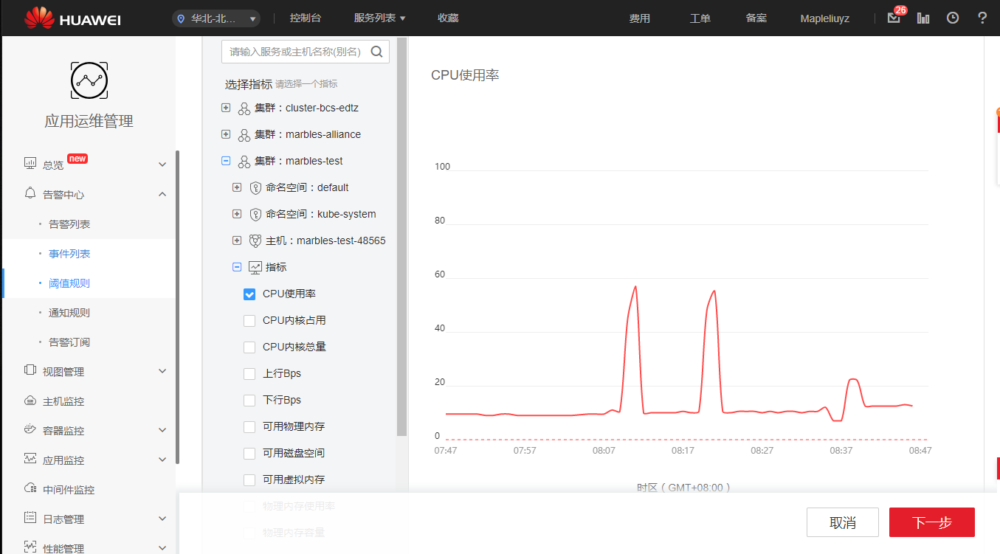 HUAWEI 华北-北... 控制台 服务列表 收藏 费用 工单 备案 Mapleliuyz 26 ?
应用运维管理
总览 new
告警中心
告警列表
事件列表
阈值规则
通知规则
告警订阅
视图管理
主机监控
容器监控
应用监控
中间件监控
日志管理
性能管理
请输入服务或主机名称(别名)
选择指标 请选择一个指标
集群：cluster-bcs-edtz
集群：marbles-alliance
集群：marbles-test
命名空间：default
命名空间：kube-system
主机：marbles-test-48565
指标
CPU使用率
CPU内核占用
CPU内核总量
上行Bps
下行Bps
可用物理内存
可用磁盘空间
可用虚拟内存
物理内存使用率
物理内存容量
CPU使用率
100
80
60
40
20
0
07:47 07:57 08:07 08:17 08:27 08:37 08:47
时区（GMT+08:00）
取消 下一步